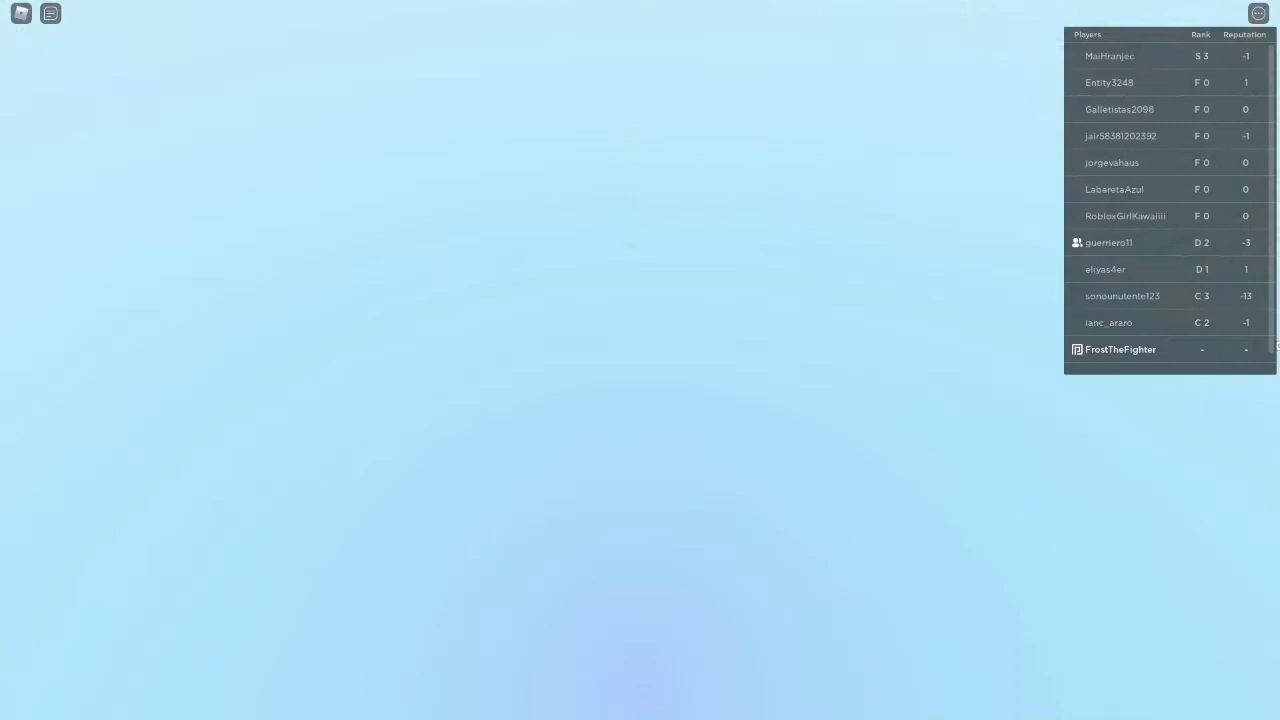 Players Rank Reputation
MaiHranjec S 3 -1
Entity3248 F 0 1
Galletistas2098 F 0 0
jair58381202392 F 0 -1
jorgevahaus F 0 0
LabaretaAzul F 0 0
RobloxGirlKawaiiii F 0 0
guerriero11 D 2 -3
eliyas4er D 1 1
sonounutente123 C 3 -13
ianc_araro C 2 -1
FrostTheFighter - -